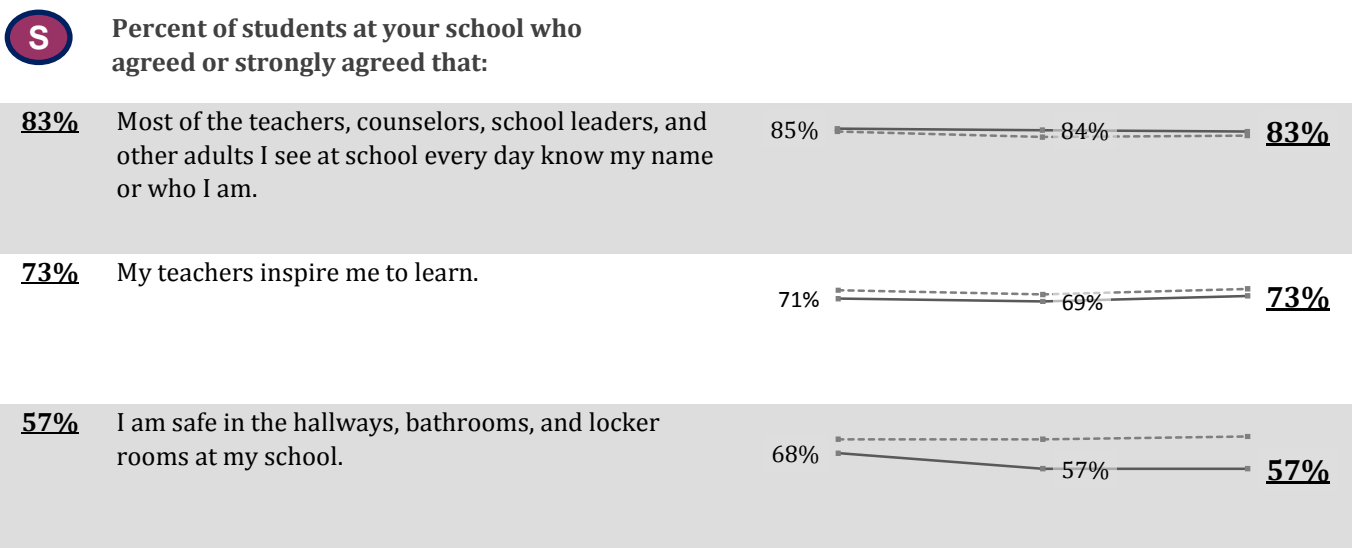 S
Percent of students at your school who
agreed or strongly agreed that:
83% Most of the teachers, counselors, school leaders, and
other adults I see at school every day know my name
or who I am.
85% 84% 83%
73% My teachers inspire me to learn.
71% 69% 73%
57% I am safe in the hallways, bathrooms, and locker
rooms at my school.
68% 57% 57%